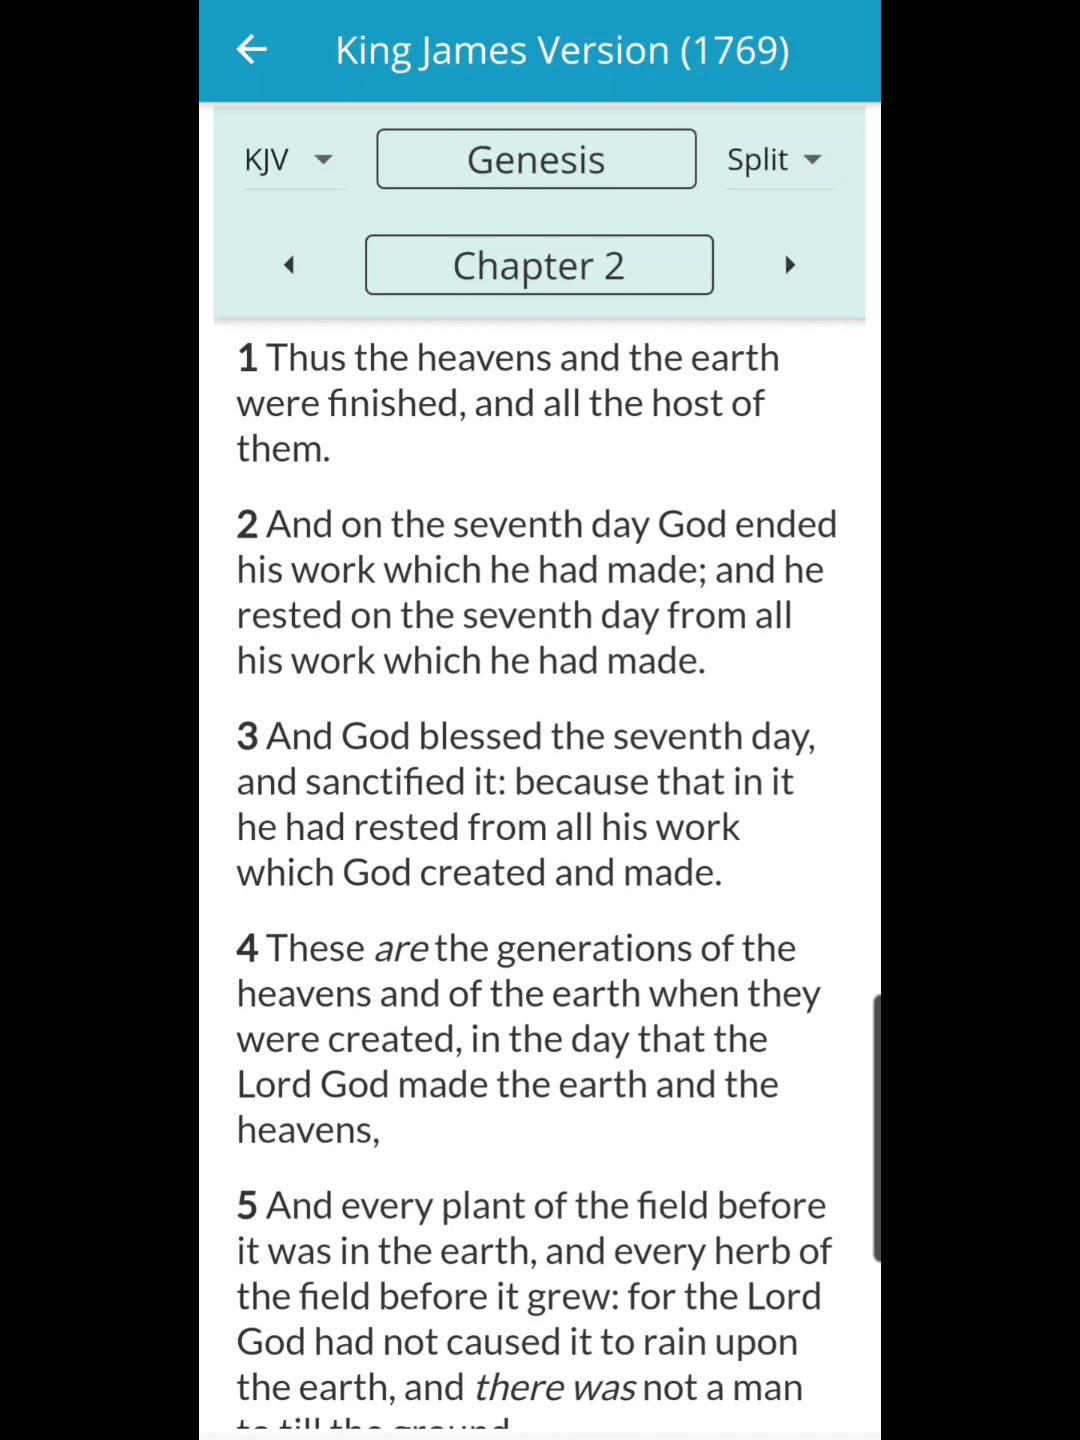 King James Version (1769)
KJV
Genesis
Split
Chapter 2
1 Thus the heavens and the earth
were finished, and all the host of
them.
2 And on the seventh day God ended
his work which he had made; and he
rested on the seventh day from all
his work which he had made.
3 And God blessed the seventh day,
and sanctified it: because that in it
he had rested from all his work
which God created and made.
4 These are the generations of the
heavens and of the earth when they
were created, in the day that the
Lord God made the earth and the
heavens,
5 And every plant of the field before
it was in the earth, and every herb of
the field before it grew: for the Lord
God had not caused it to rain upon
the earth, and there was not a man
to till the ground